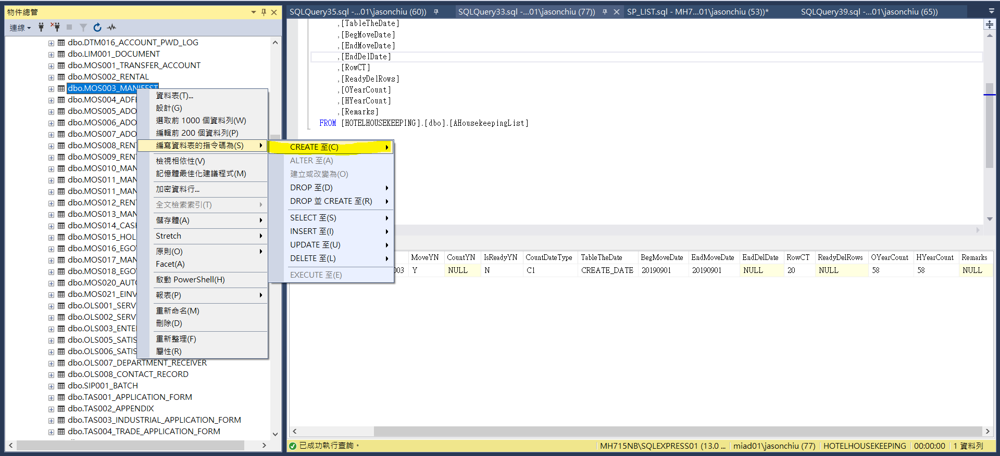 物件總管
SQLQuery35.sql -...01\jasonchiu (60))
SQLQuery33.sql -...01\jasonchiu (77))
SP_LIST.sql - MH7...01\jasonchiu (53))*
SQLQuery39.sql -...01\jasonchiu (65))
連線
dbo.DTM016_ACCOUNT_PWD_LOG
dbo.LIM001_DOCUMENT
dbo.MOS001_TRANSFER_ACCOUNT
dbo.MOS002_RENTAL
dbo.MOS003_MANIFEST
dbo.MOS004_ADF
dbo.MOS005_ADO
dbo.MOS006_ADO
dbo.MOS007_ADO
dbo.MOS008_REN
dbo.MOS009_REN
dbo.MOS010_MAN
dbo.MOS011_MAN
dbo.MOS011_MAN
dbo.MOS012_REN
dbo.MOS013_MAN
dbo.MOS014_CAS
dbo.MOS015_HOL
dbo.MOS016_EGO
dbo.MOS017_MAN
dbo.MOS018_EGO
dbo.MOS020_AUT
dbo.MOS021_EINV
dbo.OLS001_SERV
dbo.OLS002_SERV
dbo.OLS003_ENTE
dbo.OLS005_SATIS
dbo.OLS006_SATIS
dbo.OLS007_DEPARTMENT_RECEIVER
dbo.OLS008_CONTACT_RECORD
dbo.SIP001_BATCH
dbo.TAS001_APPLICATION_FORM
dbo.TAS002_APPENDIX
dbo.TAS003_INDUSTRIAL_APPLICATION_FORM
dbo.TAS004_TRADE_APPLICATION_FORM
資料表(T)...
設計(G)
選取前 1000 個資料列(W)
編輯前 200 個資料列(P)
編寫資料表的指令碼為(S)
檢視相依性(V)
記憶體最佳化建議程式(M)
加密資料行...
全文檢索索引(T)
儲存體(A)
Stretch
原則(O)
Facet(A)
啟動 PowerShell(H)
報表(P)
重新命名(M)
刪除(D)
重新整理(F)
屬性(R)
CREATE 至(C)
ALTER 至(A)
建立或改變為(O)
DROP 至(D)
DROP 並 CREATE 至(R)
SELECT 至(S)
INSERT 至(I)
UPDATE 至(U)
DELETE 至(L)
EXECUTE 至(E)
,[TableTheDate]
,[BegMoveDate]
,[EndMoveDate]
,[EndDelDate]
,[RowCT]
,[ReadyDelRows]
,[OYearCount]
,[HYearCount]
,[Remarks]
FROM [HOTELHOUSEKEEPING].[dbo].[AHousekeepingList]
MoveYN CountYN IsReadyYN CountDateType TableTheDate BegMoveDate EndMoveDate EndDelDate RowCT ReadyDelRows OYearCount HYearCount Remarks
003 Y NULL N C1 CREATE_DATE 20190901 20190901 NULL 20 NULL 58 58 NULL
已成功執行查詢。
MH715NB\SQLEXPRESS01 (13.0 ... miad01\jasonchiu (77) HOTELHOUSEKEEPING 00:00:00 1 資料列